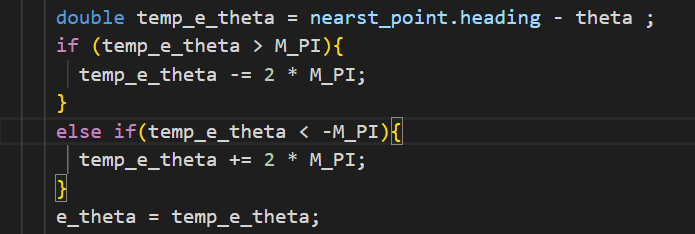 double temp_e_theta = nearst_point.heading - theta ;
if (temp_e_theta > M_PI){
temp_e_theta -= 2 * M_PI;
}
else if(temp_e_theta < -M_PI){
temp_e_theta += 2 * M_PI;
}
e_theta = temp_e_theta;